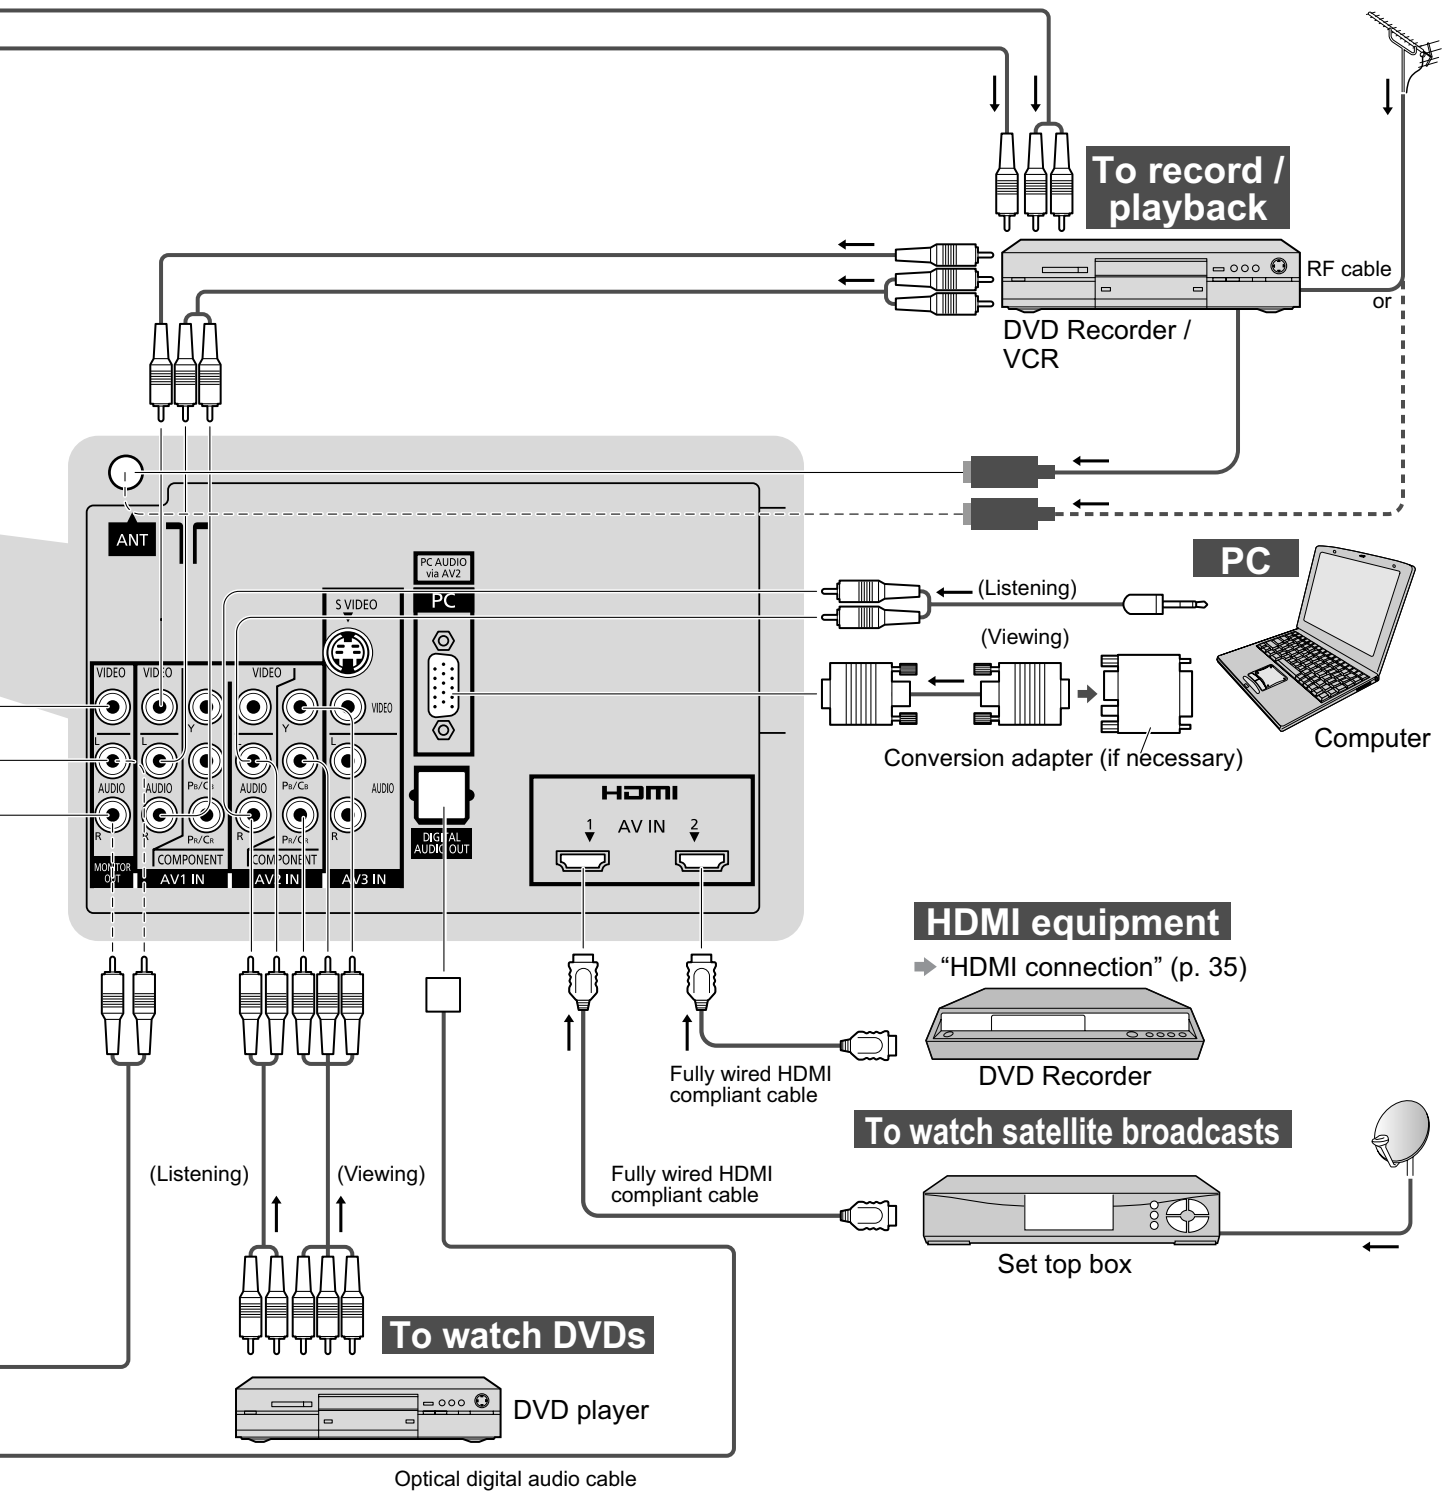 To record /
playback
RF cable
or
DVD Recorder /
VCR
ANT
PC AUDIO
via AV2
PC
PC
(Listening)
(Viewing)
Computer
Conversion adapter (if necessary)
S VIDEO
VIDEO
VIDEO
VIDEO
VIDEO
Y
Y
L
L
L
L
AUDIO
AUDIO
AUDIO
AUDIO
PB/CB
PB/CB
R
R
R
R
PR/CR
PR/CR
COMPONENT
COMPONENT
MONITOR
OUT
AV1 IN
AV2 IN
AV3 IN
DIGITAL
AUDIO OUT
HDMI
1
AV IN
2
HDMI equipment
“HDMI connection” (p. 35)
DVD Recorder
Fully wired HDMI
compliant cable
To watch satellite broadcasts
Fully wired HDMI
compliant cable
Set top box
(Listening)
(Viewing)
To watch DVDs
DVD player
Optical digital audio cable